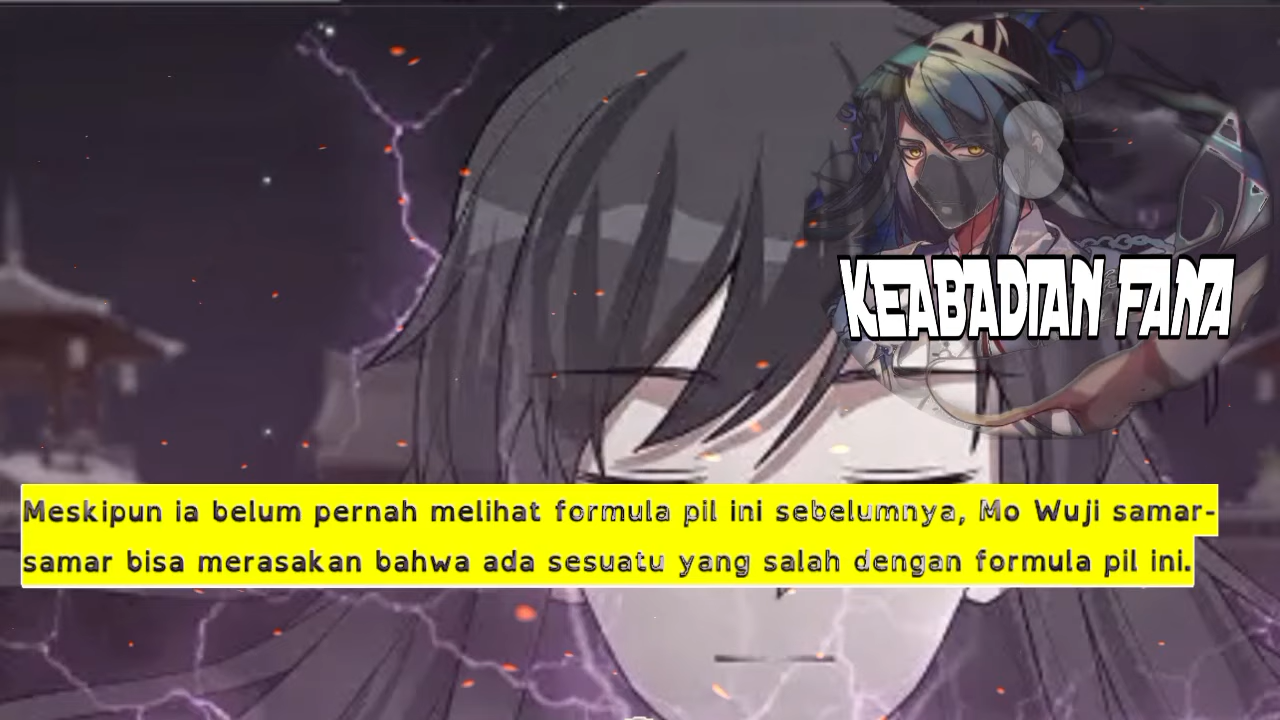 KEABADIAN FANA
Meskipun ia belum pernah melihat formula pil ini sebelumnya, Mo Wuji samar-
samar bisa merasakan bahwa ada sesuatu yang salah dengan formula pil ini.